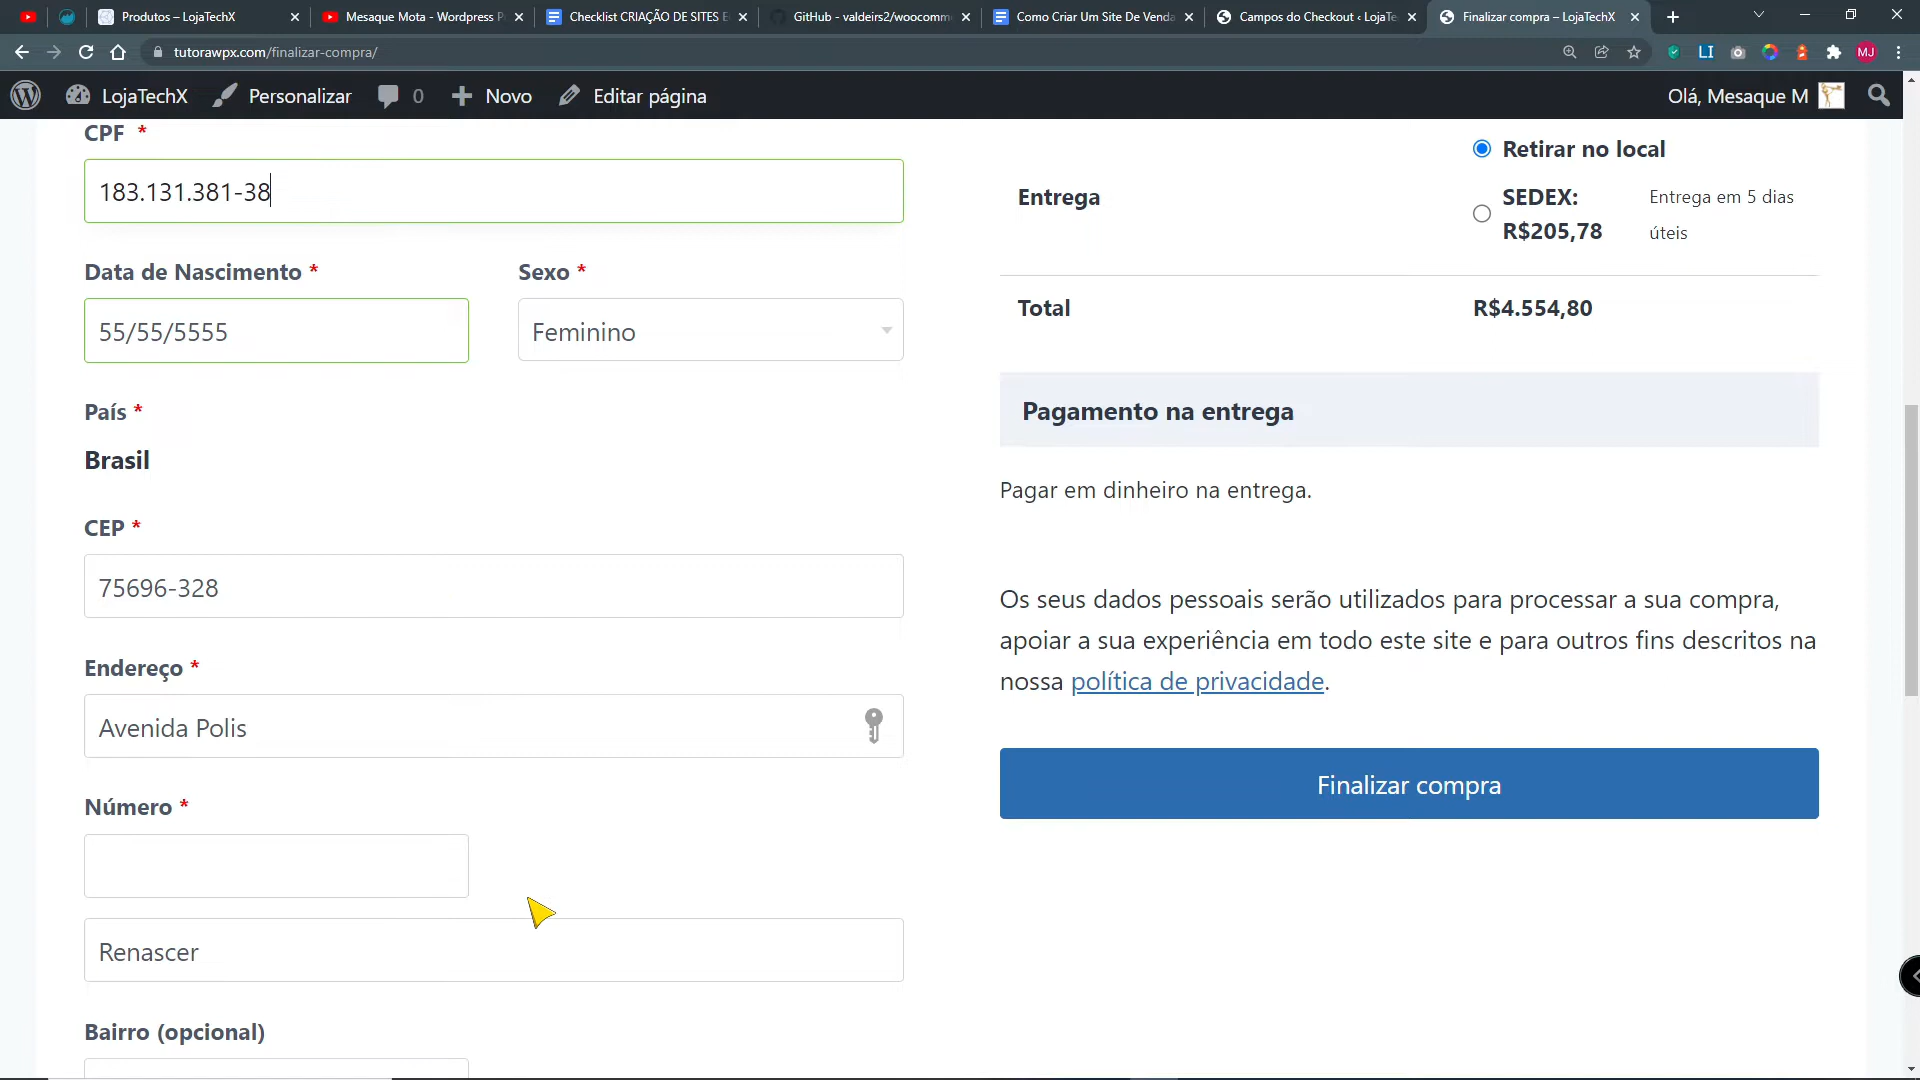 Produtos – LojaTechX
Mesaque Mota - Wordpress P
Checklist CRIAÇÃO DE SITES E
GitHub - valdeirs2/woocomm
Como Criar Um Site De Venda
Campos do Checkout ‹ LojaTe
Finalizar compra – LojaTechX
tutorawpx.com/finalizar-compra/
LI
MJ
LojaTechX
Personalizar
0
Novo
Editar página
Olá, Mesaque M
CPF *
183.131.381-38
Data de Nascimento *
Sexo *
55/55/5555
Feminino
País *
Brasil
CEP *
75696-328
Endereço *
Avenida Polis
Número *
Renascer
Bairro (opcional)
Entrega
Retirar no local
SEDEX:
R$205,78
Entrega em 5 dias
úteis
Total
R$4.554,80
Pagamento na entrega
Pagar em dinheiro na entrega.
Os seus dados pessoais serão utilizados para processar a sua compra,
apoiar a sua experiência em todo este site e para outros fins descritos na
nossa política de privacidade.
Finalizar compra